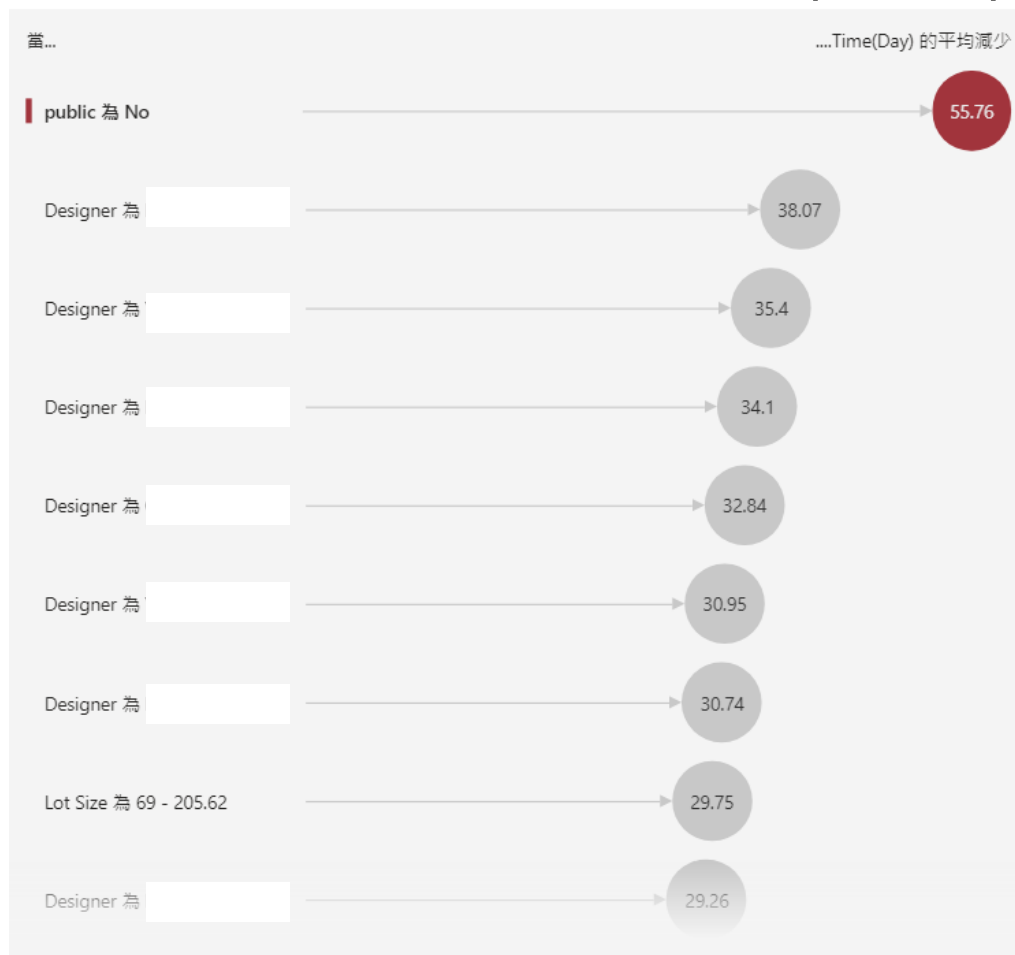 當...
....Time(Day) 的平均減少
public 為 No
55.76
Designer 為
38.07
Designer 為
35.4
Designer 為
34.1
Designer 為
32.84
Designer 為
30.95
Designer 為
30.74
Lot Size 為 69 - 205.62
29.75
Designer 為
29.26